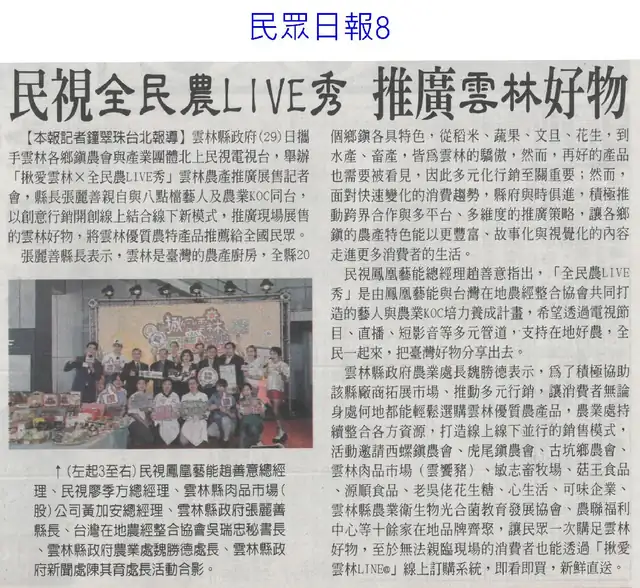 民眾日報8
民視全民農LIVE秀 推廣雲林好物
【本報記者鐘翠珠台北報導】雲林縣政府(29)日攜
手雲林各鄉鎮農會與產業團體北上民視電視台，舉辦
「揪愛雲林×全民農LIVE秀」雲林農產推廣展售記者
會，縣長張麗善親自與八點檔藝人及農業KOC同台，
以創意行銷開創線上結合線下新模式，推廣現場展售
的雲林好物，將雲林優質農特產品推薦給全國民眾。
張麗善縣長表示，雲林是臺灣的農產廚房，全縣20
個鄉鎮各具特色，從稻米、蔬果、文旦、花生，到
水產、畜產，皆為雲林的驕傲，然而，再好的產品
也需要被看見，因此多元化行銷至關重要；然而，
面對快速變化的消費趨勢，縣府與時俱進，積極推
動跨界合作與多平台、多維度的推廣策略，讓各鄉
鎮的農產特色能以更豐富、故事化與視覺化的內容
走進更多消費者的生活。
民視鳳凰藝能總經理趙善意指出，「全民農LIVE
秀」是由鳳凰藝能與台灣在地農經整合協會共同打
造的藝人與農業KOC培力養成計畫，希望透過電視節
目、直播、短影音等多元管道，支持在地好農，全
民一起來，把臺灣好物分享出去。
雲林縣政府農業處長魏勝德表示，為了積極協助
該縣廠商拓展市場、推動多元行銷，讓消費者無論
身處何地都能輕鬆選購雲林優質農產品，農業處持
續整合各方資源，打造線上線下並行的銷售模式，
活動邀請西螺鎮農會、虎尾鎮農會、古坑鄉農會、
雲林肉品市場（雲饗豬）、敏志畜牧場、菇王食品
、源順食品、老吳佬花生糖、心生活、可味企業、
雲林縣農業衛生物光合菌教育發展協會、農聯福利
中心等十餘家在地品牌齊聚，讓民眾一次購足雲林
好物，至於無法親臨現場的消費者也能透過「揪愛
雲林LINE@」線上訂購系統，即看即買，新鮮直送。
↑(左起3至右)民視鳳凰藝能趙善意總經
理、民視廖季方總經理、雲林縣肉品市場(
股)公司黃加安總經理、雲林縣政府張麗善
縣長、台灣在地農經整合協會吳瑞忠秘書長
、雲林縣政府農業處魏勝德處長、雲林縣政
府新聞處陳其育處長活動合影。